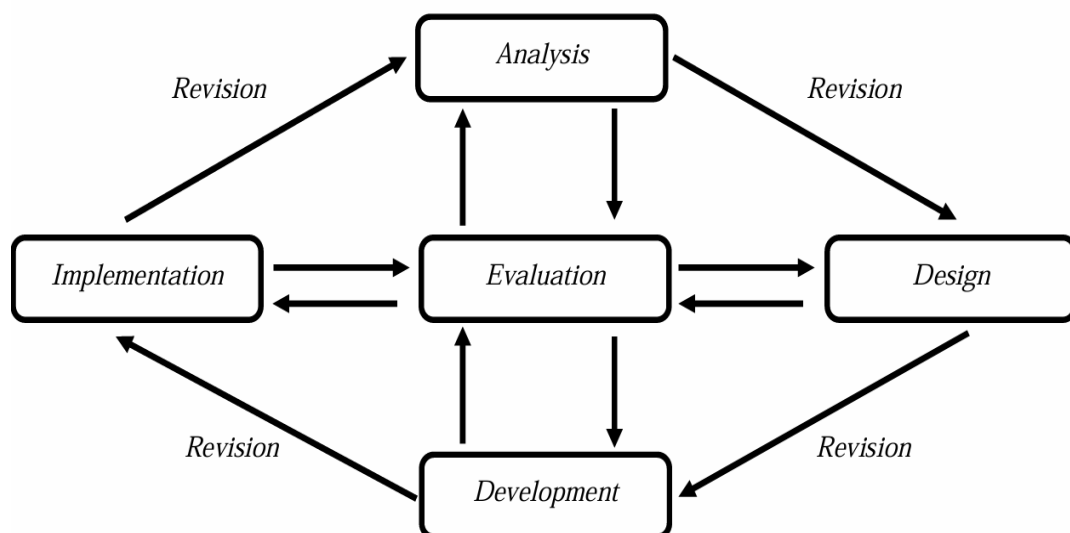 Analysis
Revision
Revision
Implementation
Evaluation
Design
Revision
Revision
Development